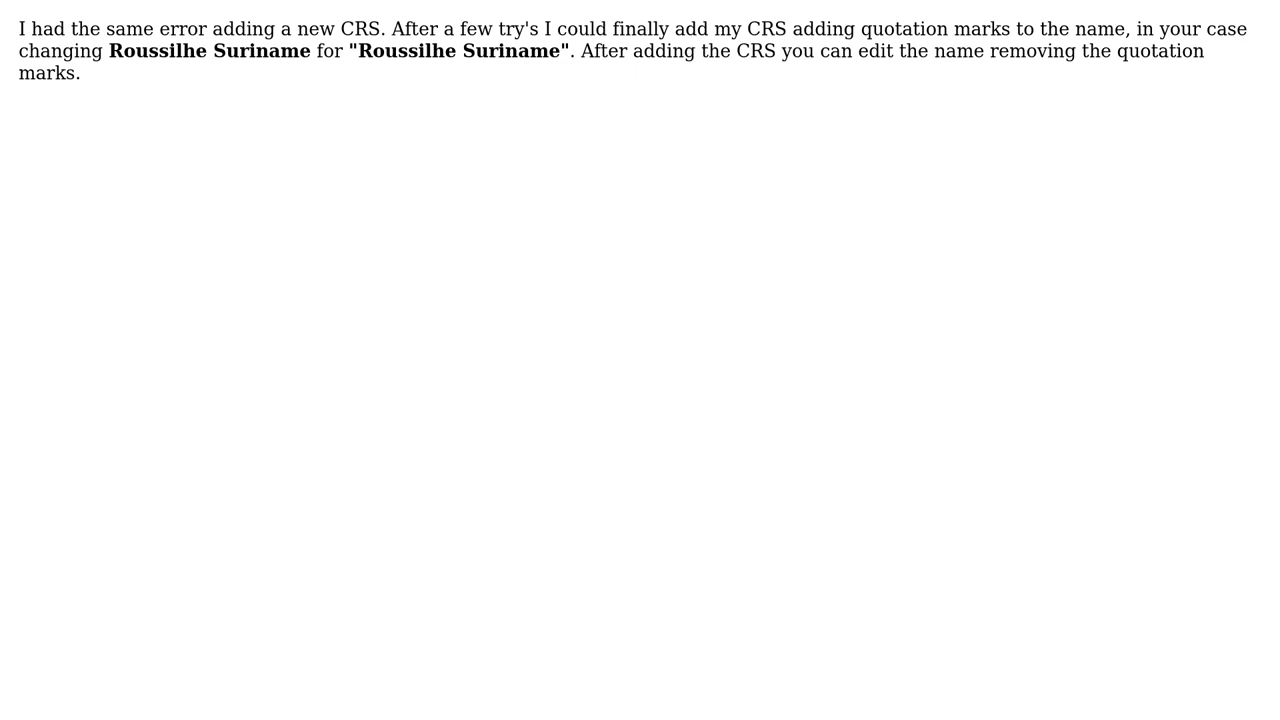 I had the same error adding a new CRS. After a few try's I could finally add my CRS adding quotation marks to the name, in your case
changing Roussilhe Suriname for "Roussilhe Suriname". After adding the CRS you can edit the name removing the quotation
marks.